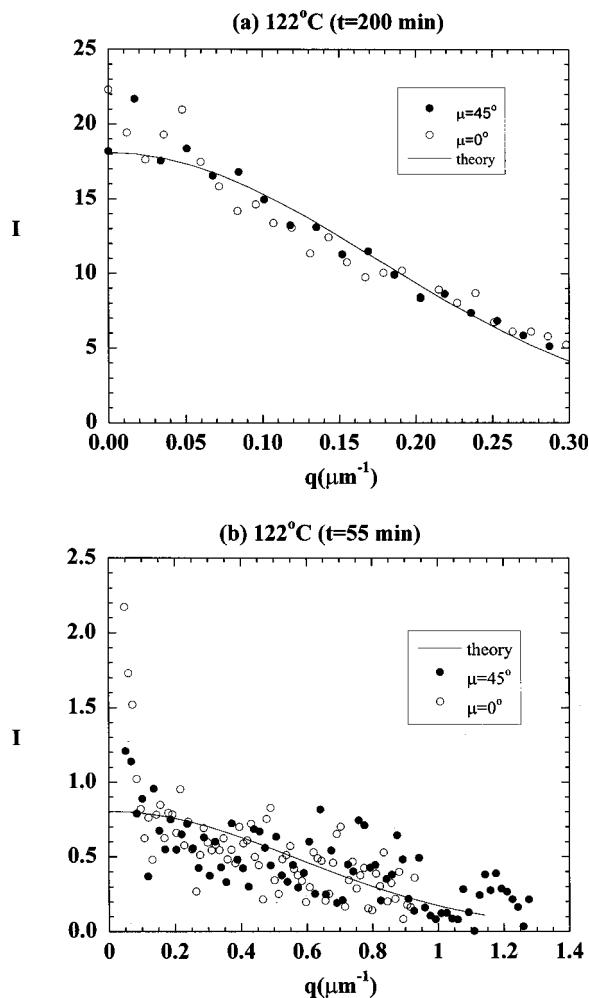 (a) 122°C (t=200 min)
25
20
15
10
5
0
I
μ=45°
μ=0°
theory
0.00 0.05 0.10 0.15 0.20 0.25 0.30
q(μm⁻¹)
(b) 122°C (t=55 min)
2.5
2.0
1.5
1.0
0.5
0.0
I
theory
μ=45°
μ=0°
0 0.2 0.4 0.6 0.8 1 1.2 1.4
q(μm⁻¹)